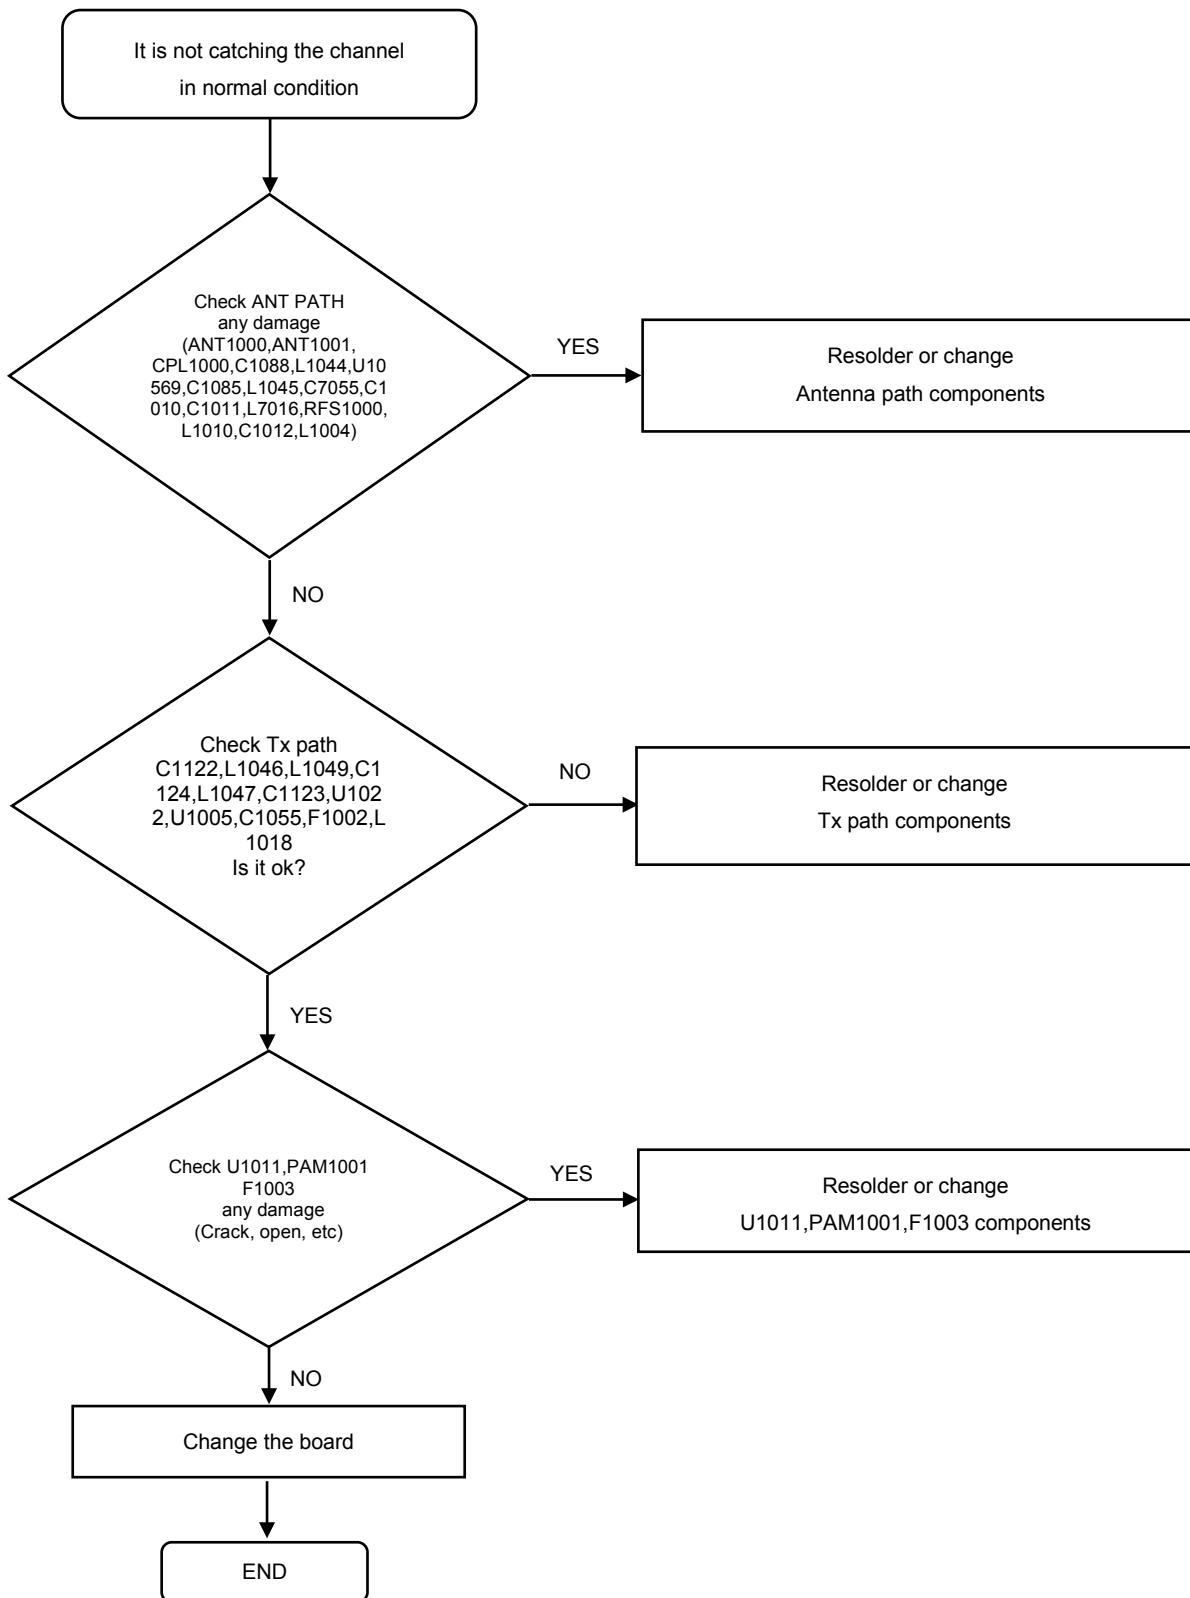 It is not catching the channel
in normal condition
Check ANT PATH
any damage
(ANT1000,ANT1001,
CPL1000,C1088,L1044,U10
569,C1085,L1045,C7055,C1
010,C1011,L7016,RFS1000,
L1010,C1012,L1004)
YES
Resolder or change
Antenna path components
NO
Check Tx path
C1122,L1046,L1049,C1
124,L1047,C1123,U102
2,U1005,C1055,F1002,L
1018
Is it ok?
NO
Resolder or change
Tx path components
YES
Check U1011,PAM1001
F1003
any damage
(Crack, open, etc)
YES
Resolder or change
U1011,PAM1001,F1003 components
NO
Change the board
END